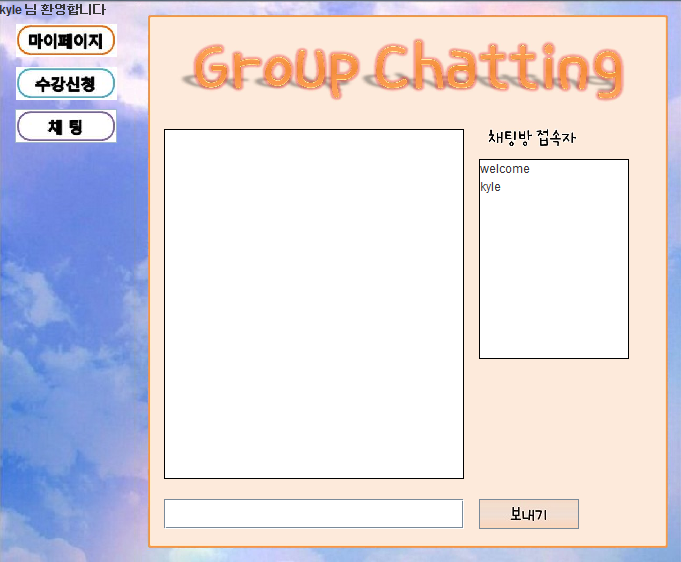 kyle 님 환영합니다
마이페이지
수강신청
채 팅
Group Chatting
채팅방 접속자
welcome
kyle
보내기